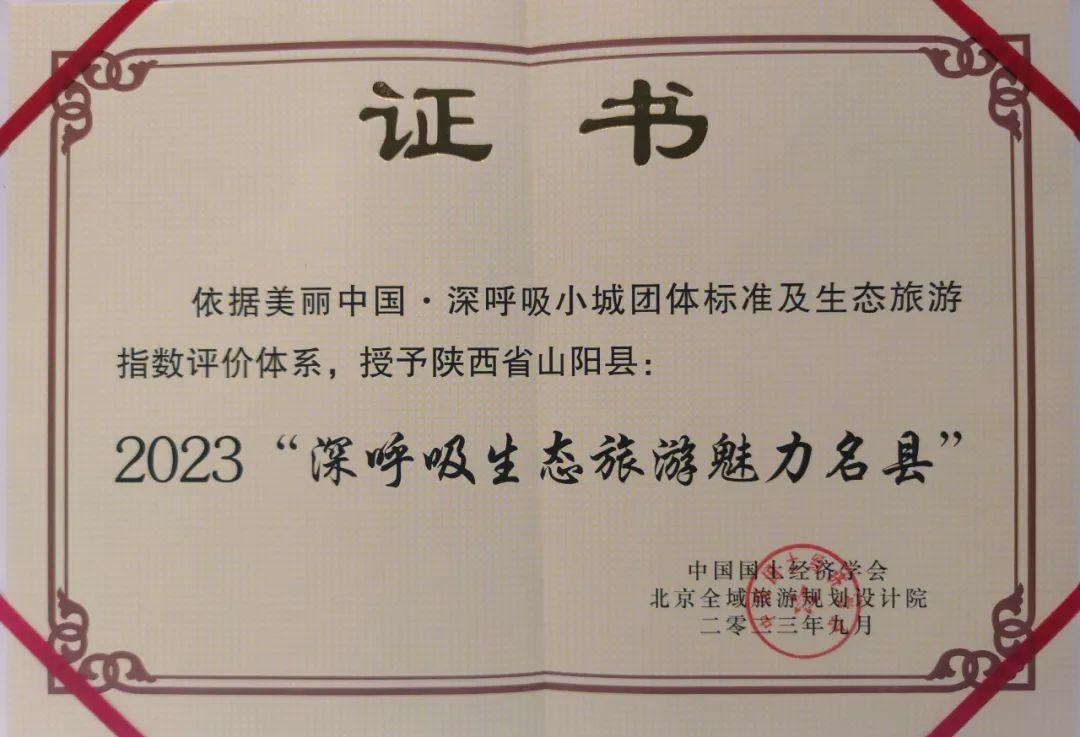 证书
依据美丽中国·深呼吸小城团体标准及生态旅游
指数评价体系，授予陕西省山阳县：
2023“深呼吸生态旅游魅力名县”
中国国土经济学会
北京全域旅游规划设计院
二零二三年九月